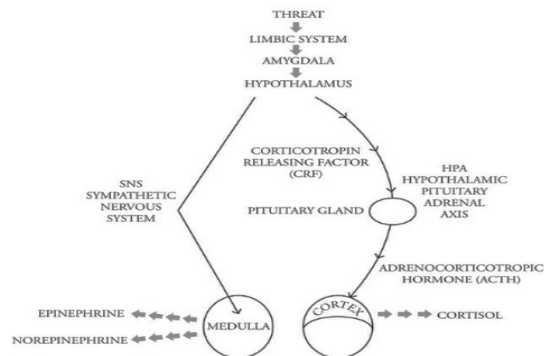 THREAT
LIMBIC SYSTEM
AMYGDALA
HYPOTHALAMUS
CORTICOTROPIN
RELEASING FACTOR
(CRF)
SNS
SYMPATHETIC
NERVOUS
SYSTEM
HPA
HYPOTHALAMIC
PITUITARY
ADRENAL
AXIS
PITUITARY GLAND
ADRENOCORTICOTROPIC
HORMONE (ACTH)
EPINEPHRINE
NOREPINEPHRINE
MEDULLA
CORTEX
CORTISOL